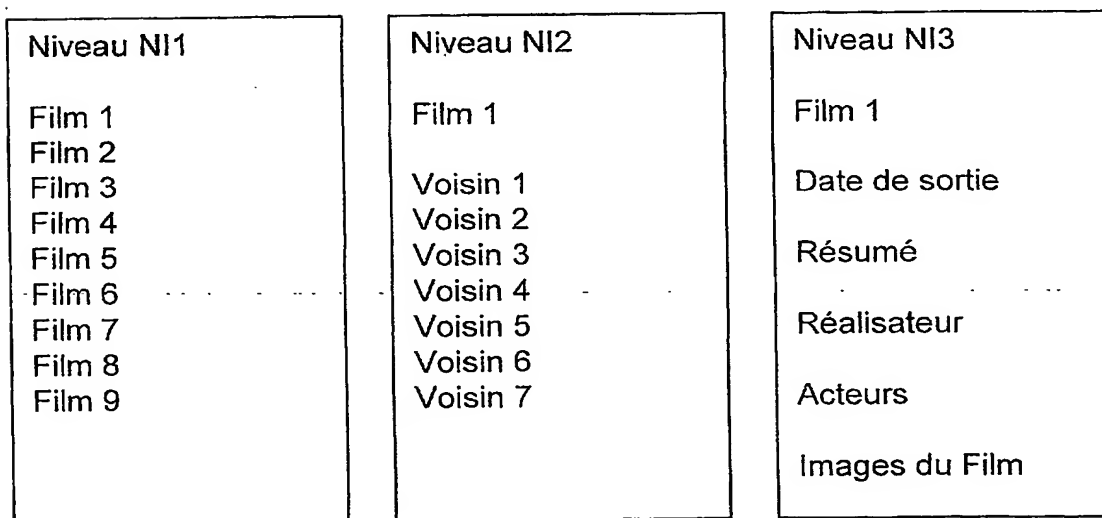 Niveau NI1
Film 1
Film 2
Film 3
Film 4
Film 5
Film 6
Film 7
Film 8
Film 9
Niveau NI2
Film 1
Voisin 1
Voisin 2
Voisin 3
Voisin 4
Voisin 5
Voisin 6
Voisin 7
Niveau NI3
Film 1
Date de sortie
Résumé
Réalisateur
Acteurs
Images du Film